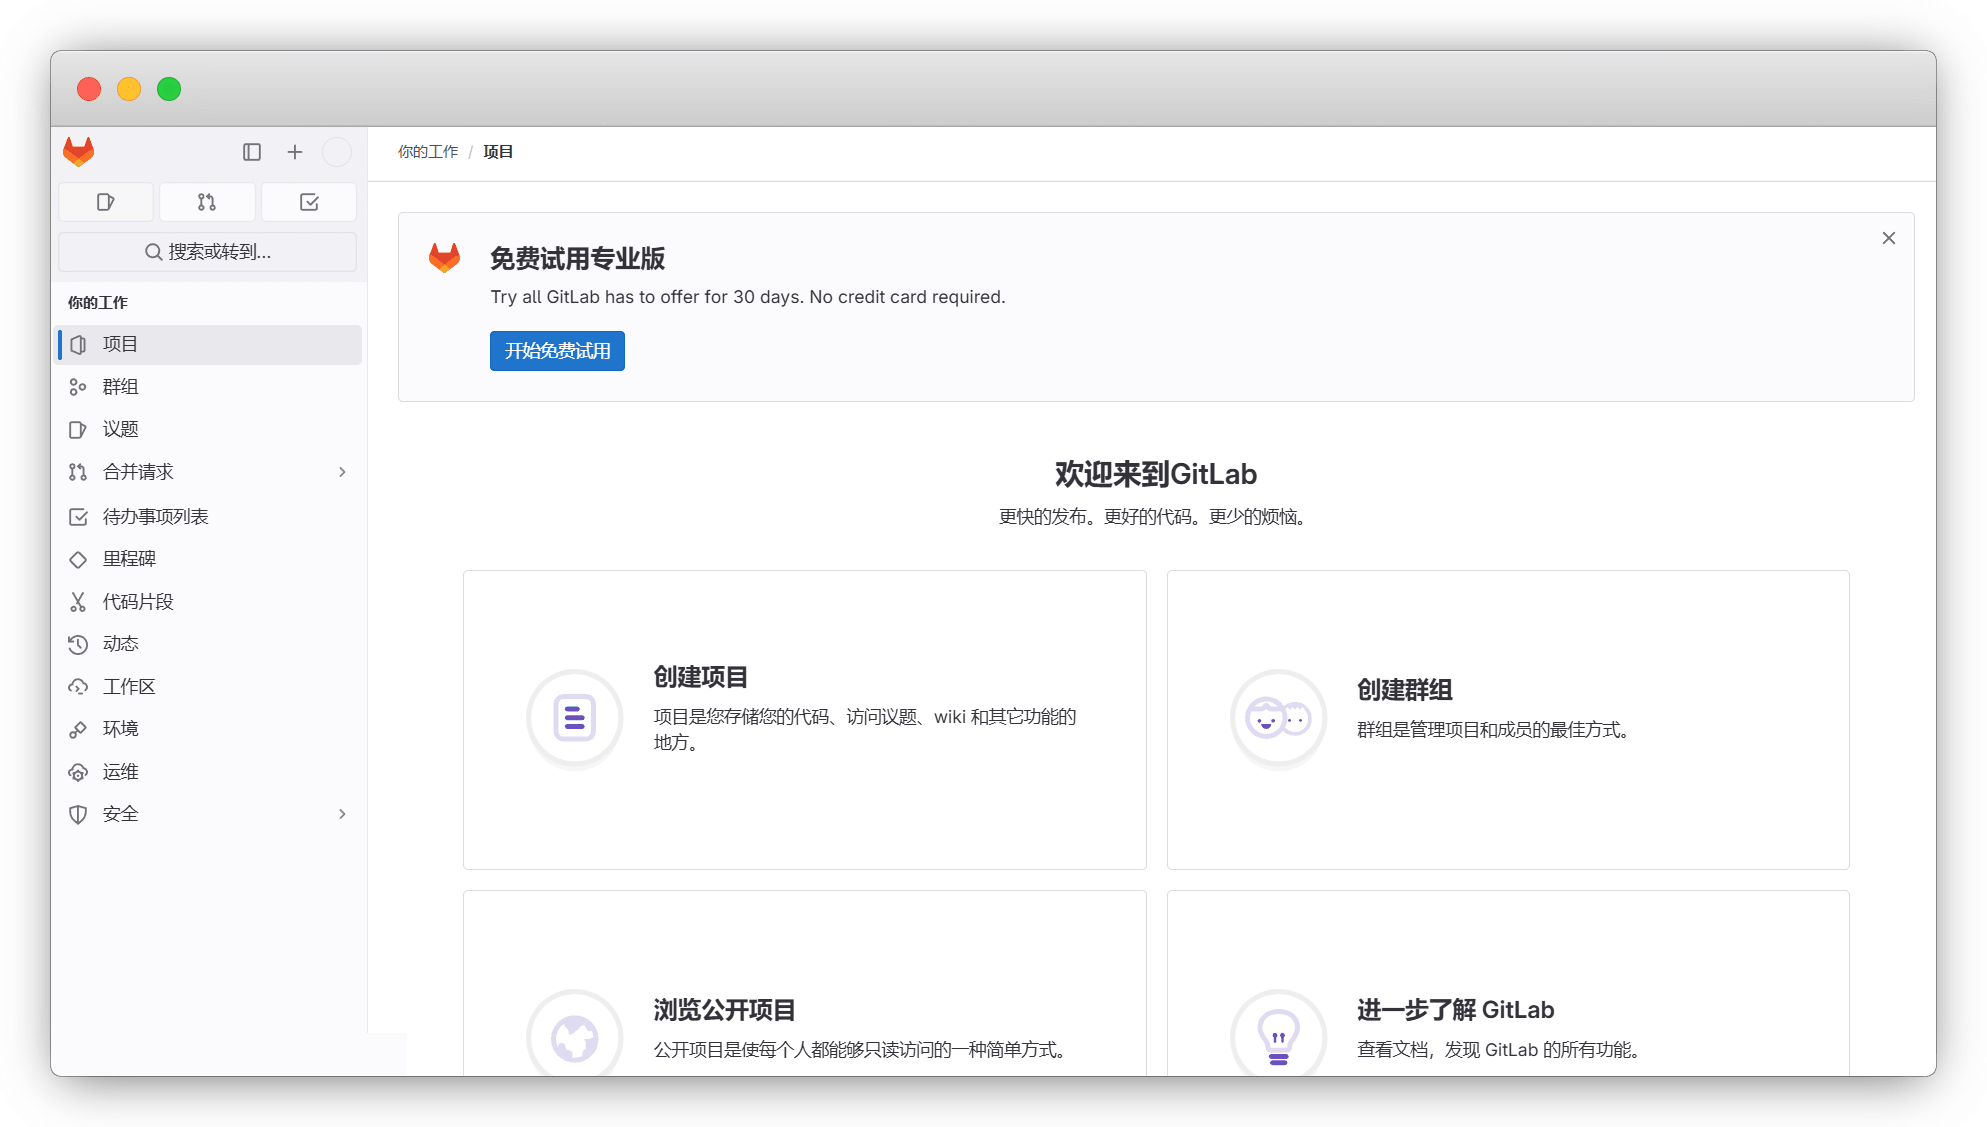 你的工作 / 项目
搜索或转到...
你的工作
项目
群组
议题
合并请求
待办事项列表
里程碑
代码片段
动态
工作区
环境
运维
安全
免费试用专业版
Try all GitLab has to offer for 30 days. No credit card required.
开始免费试用
欢迎来到GitLab
更快的发布。更好的代码。更少的烦恼。
创建项目
项目是您存储您的代码、访问议题、wiki 和其它功能的
地方。
创建群组
群组是管理项目和成员的最佳方式。
浏览公开项目
公开项目是使每个人都能够只读访问的一种简单方式。
进一步了解 GitLab
查看文档，发现 GitLab 的所有功能。